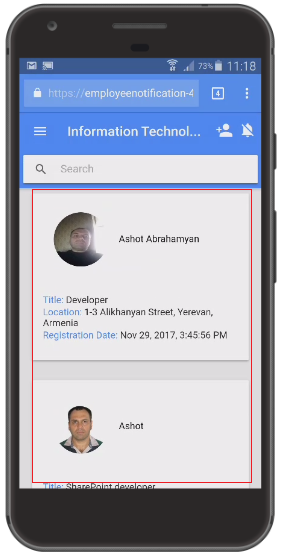 73% 11:18
https://employeenotification-4
4
Information Technol...
Search
Ashot Abrahamyan
Title: Developer
Location: 1-3 Alikhanyan Street, Yerevan,
Armenia
Registration Date: Nov 29, 2017, 3:45:56 PM
Ashot
Title: SharePoint developer